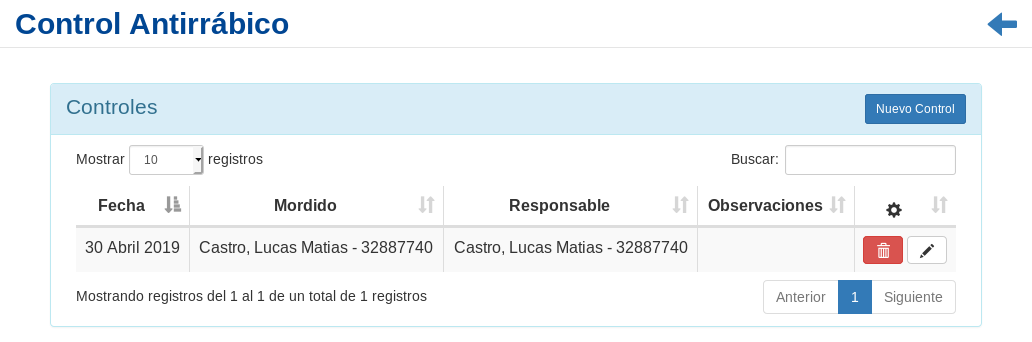 Control Antirrábico
Controles
Nuevo Control
Mostrar 10 registros
Buscar:
Fecha Mordido Responsable Observaciones
30 Abril 2019 Castro, Lucas Matias - 32887740 Castro, Lucas Matias - 32887740
Mostrando registros del 1 al 1 de un total de 1 registros
Anterior 1 Siguiente